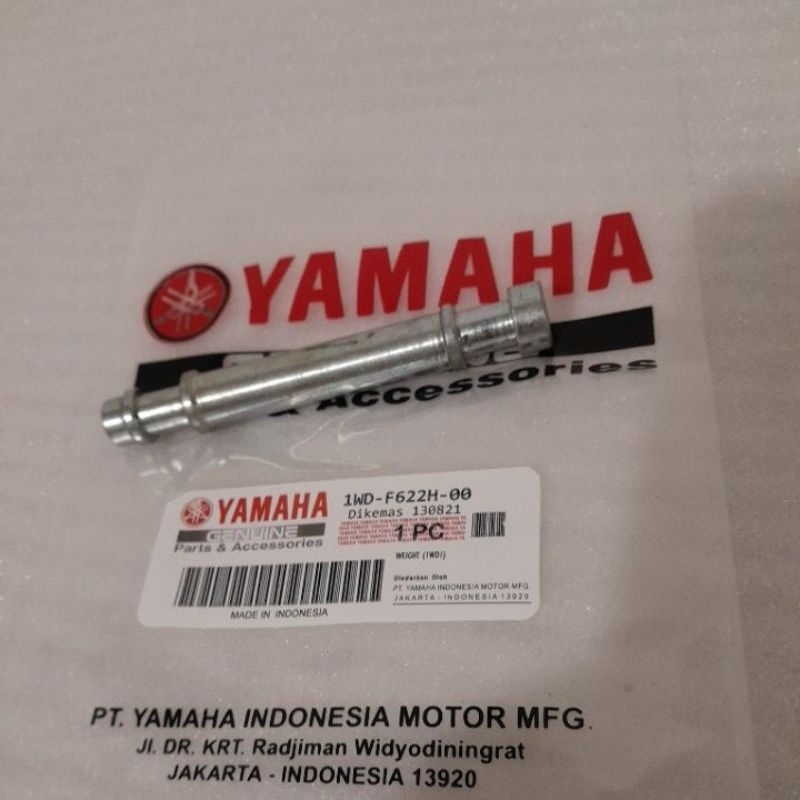 YAMAHA
& Accessories
YAMAHA
GENUINE
Parts & Accessories
MADE IN INDONESIA
1WD-F622H-00
Dikemas 130821
1 PC
WEIGHT (1WD1)
Diedarkan Oleh
PT. YAMAHA INDONESIA MOTOR MFG.
JAKARTA - INDONESIA 13920
PT. YAMAHA INDONESIA MOTOR MFG.
Jl. DR. KRT. Radjiman Widyodiningrat
JAKARTA - INDONESIA 13920